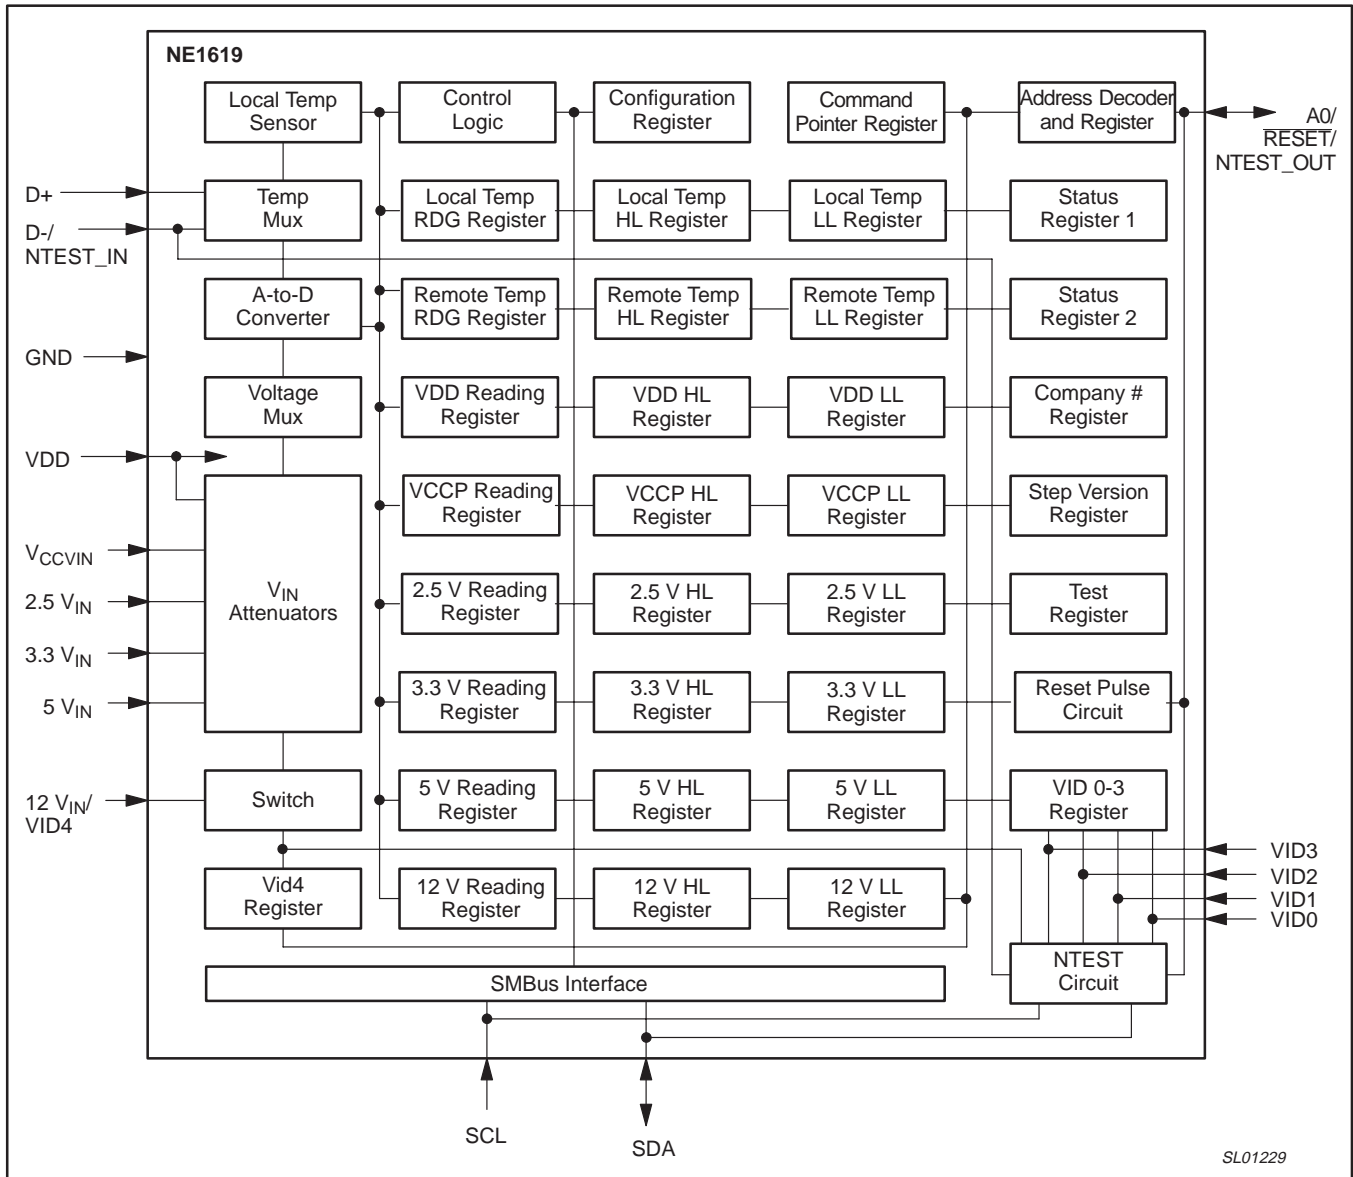 NE1619
Local Temp
Sensor
Control
Logic
Configuration
Register
Command
Pointer Register
Address Decoder
and Register
A0/
RESET/
NTEST_OUT
D+
D-/
NTEST_IN
Temp
Mux
Local Temp
RDG Register
Local Temp
HL Register
Local Temp
LL Register
Status
Register 1
A-to-D
Converter
Remote Temp
RDG Register
Remote Temp
HL Register
Remote Temp
LL Register
Status
Register 2
GND
Voltage
Mux
VDD Reading
Register
VDD HL
Register
VDD LL
Register
Company #
Register
VDD
VCCP Reading
Register
VCCP HL
Register
VCCP LL
Register
Step Version
Register
VCCVIN
2.5 VIN
3.3 VIN
5 VIN
VIN
Attenuators
2.5 V Reading
Register
2.5 V HL
Register
2.5 V LL
Register
Test
Register
3.3 V Reading
Register
3.3 V HL
Register
3.3 V LL
Register
Reset Pulse
Circuit
12 VIN/
VID4
Switch
5 V Reading
Register
5 V HL
Register
5 V LL
Register
VID 0-3
Register
VID3
VID2
VID1
VID0
Vid4
Register
12 V Reading
Register
12 V HL
Register
12 V LL
Register
NTEST
Circuit
SMBus Interface
SCL
SDA
SL01229